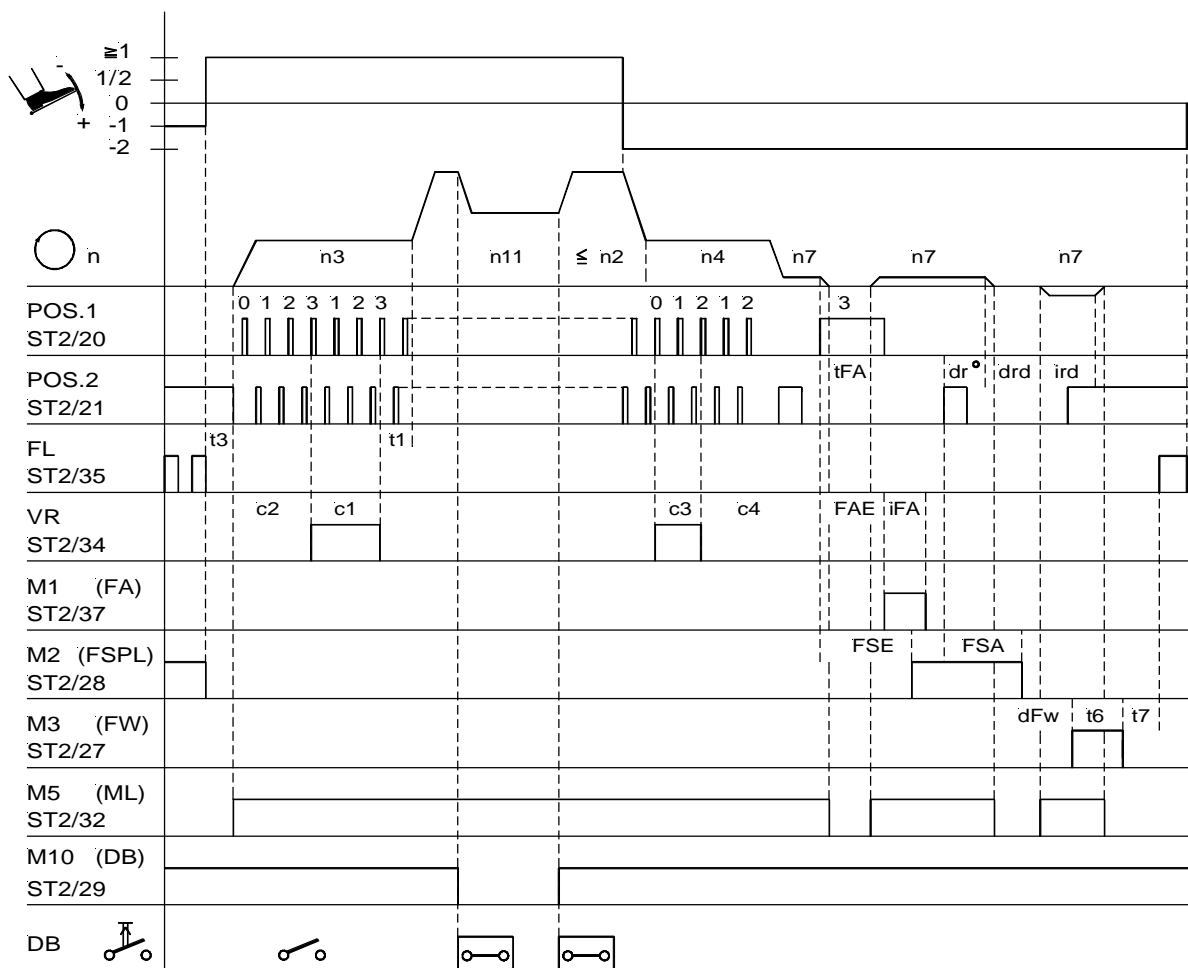 ≧1
-
1/2
0
-1
+
-2
n
n3
n11
≦ n2
n4
n7
n7
n7
POS.1
0 1 2 3 1 2 3
0 1 2 1 2
3
ST2/20
POS.2
tFA
dr°
drd
ird
ST2/21
FL
t3
t1
ST2/35
VR
c2
c1
c3
c4
FAE
iFA
ST2/34
M1 (FA)
ST2/37
M2 (FSPL)
FSE
FSA
ST2/28
M3 (FW)
dFw
t6
t7
ST2/27
M5 (ML)
ST2/32
M10 (DB)
ST2/29
DB